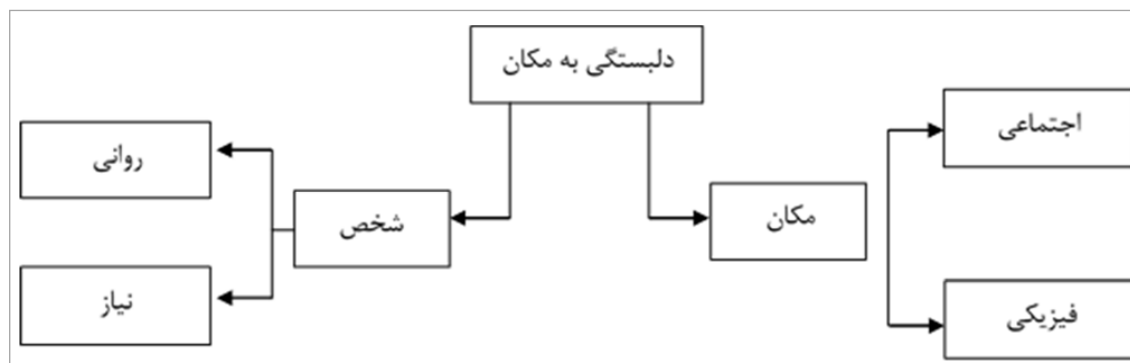 دلبستگی به مکان
اجتماعی
روانی
مکان
شخص
فیزیکی
نیاز